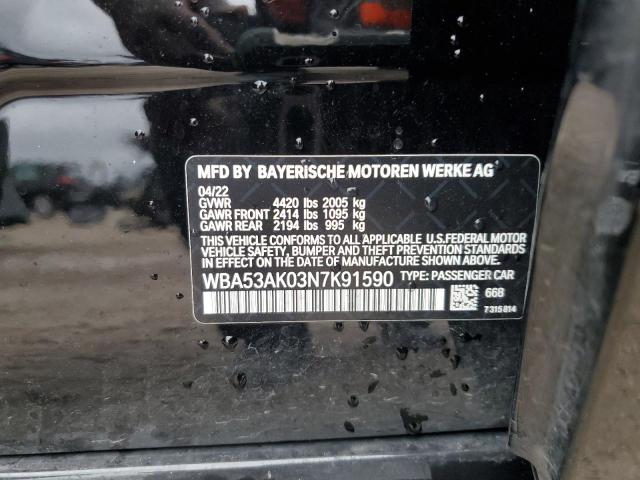 MFD BY BAYERISCHE MOTOREN WERKE AG
04/22
GVWR 4420 lbs 2005 kg
GAWR FRONT 2414 lbs 1095 kg
GAWR REAR 2194 lbs 995 kg
THIS VEHICLE CONFORMS TO ALL APPLICABLE U.S.FEDERAL MOTOR
VEHICLE SAFETY, BUMPER, AND THEFT PREVENTION STANDARDS
IN EFFECT ON THE DATE OF MANUFACTURE SHOWN ABOVE.
WBA53AK03N7K91590 TYPE: PASSENGER CAR
668
7 315 814